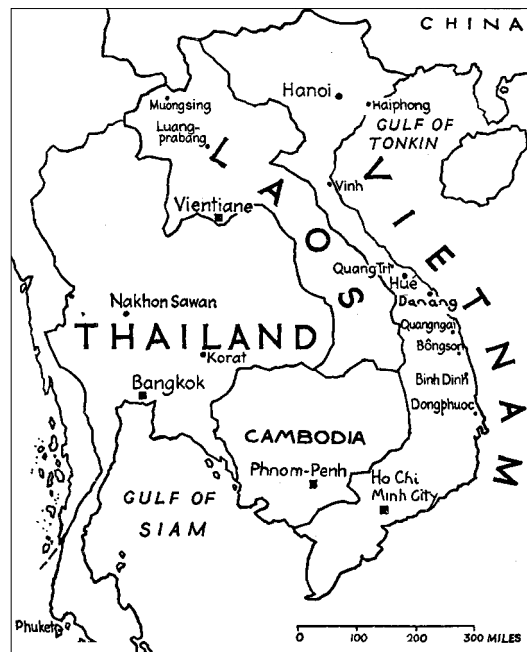 CHINA
Hanoi
Haiphong
Muongsing
Luang-
prabang
GULF OF
TONKIN
LAOS
VIETNAM
Vinh
Vientiane
QuangTri
Hue
Danang
Nakhon Sawan
Quangngai
THAILAND
Bôngson
Korat
Binh Dinh
Bangkok
Dongphuoc
CAMBODIA
Phnom-Penh
Ho Chi
Minh City
GULF OF
SIAM
Phuket
0 100 200 300 MILES